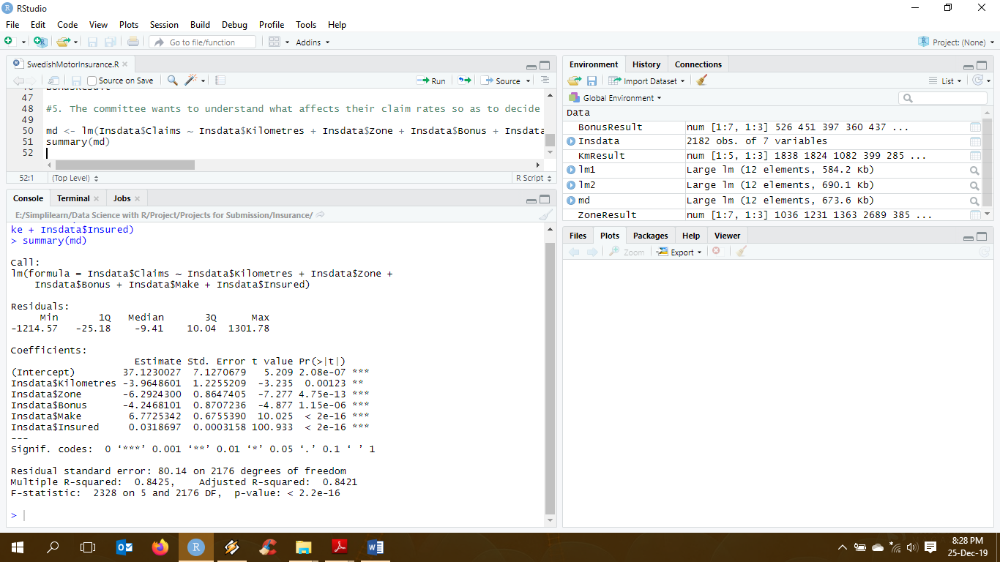 RStudio
File Edit Code View Plots Session Build Debug Profile Tools Help
Go to file/function Addins Project: (None)
SwedishMotorInsurance.R
Source on Save Run Source
47
48 #5. The committee wants to understand what affects their claim rates so as to decide
49
50 md <- lm(Insdata$Claims ~ Insdata$Kilometres + Insdata$Zone + Insdata$Bonus + Insdata
51 summary(md)
52
52:1 (Top Level) R Script
Console Terminal Jobs
E:/Simplilearn/Data Science with R/Project/Projects for Submission/Insurance/
ke + Insdata$Insured)
> summary(md)
Call:
lm(formula = Insdata$Claims ~ Insdata$Kilometres + Insdata$Zone +
Insdata$Bonus + Insdata$Make + Insdata$Insured)
Residuals:
Min 1Q Median 3Q Max
-1214.57 -25.18 -9.41 10.04 1301.78
Coefficients:
Estimate Std. Error t value Pr(>|t|)
(Intercept) 37.1230027 7.1270679 5.209 2.08e-07 ***
Insdata$Kilometres -3.9648601 1.2255209 -3.235 0.00123 **
Insdata$Zone -6.2924300 0.8647405 -7.277 4.75e-13 ***
Insdata$Bonus -4.2468101 0.8707236 -4.877 1.15e-06 ***
Insdata$Make 6.7725342 0.6755390 10.025 < 2e-16 ***
Insdata$Insured 0.0318697 0.0003158 100.933 < 2e-16 ***
---
Signif. codes: 0 ‘***’ 0.001 ‘**’ 0.01 ‘*’ 0.05 ‘.’ 0.1 ‘ ’ 1
Residual standard error: 80.14 on 2176 degrees of freedom
Multiple R-squared: 0.8425, Adjusted R-squared: 0.8421
F-statistic: 2328 on 5 and 2176 DF, p-value: < 2.2e-16
>
Environment History Connections
Import Dataset List
Global Environment
Data
BonusResult num [1:7, 1:3] 526 451 397 360 437 ...
Insdata 2182 obs. of 7 variables
KmResult num [1:5, 1:3] 1838 1824 1082 399 285 ...
lm1 Large lm (12 elements, 584.2 Kb)
lm2 Large lm (12 elements, 690.1 Kb)
md Large lm (12 elements, 673.6 Kb)
ZoneResult num [1:7, 1:3] 1036 1231 1363 2689 385 ...
Files Plots Packages Help Viewer
Zoom Export
8:28 PM
25-Dec-19